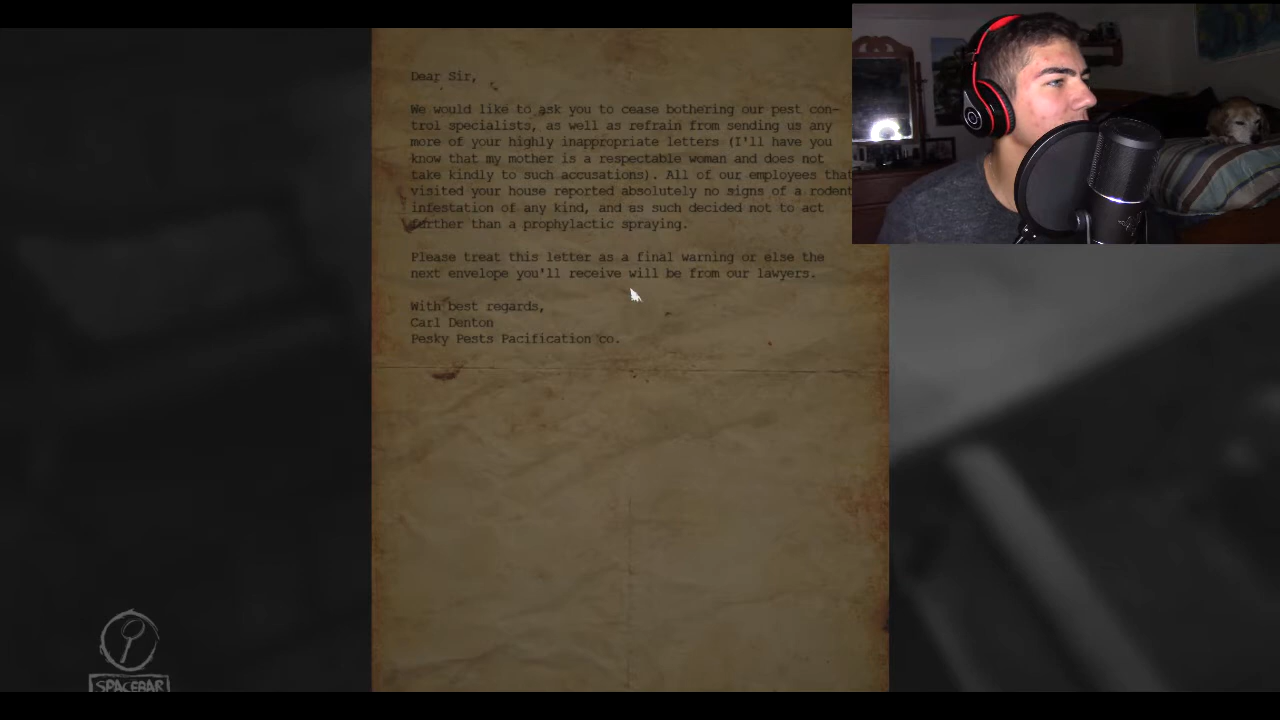 Dear Sir,
We would like to ask you to cease bothering our pest con-
trol specialists, as well as refrain from sending us any
more of your highly inappropriate letters (I'll have you
know that my mother is a respectable woman and does not
take kindly to such accusations). All of our employees that
visited your house reported absolutely no signs of a rodent
infestation of any kind, and as such decided not to act
further than a prophylactic spraying.
Please treat this letter as a final warning or else the
next envelope you'll receive will be from our lawyers.
With best regards,
Carl Denton
Pesky Pests Pacification co.
SPACEBAR